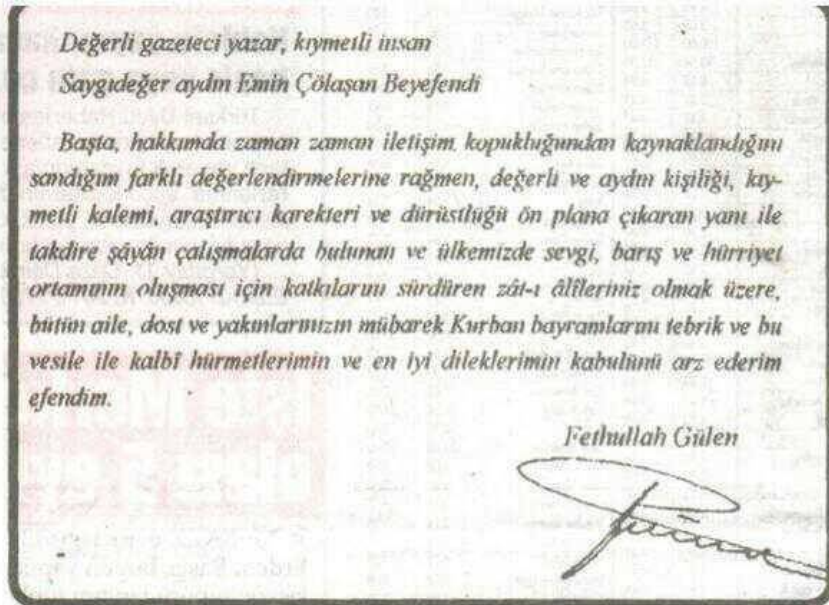 Değerli gazeteci yazar, kıymetli insan
Saygıdeğer aydın Emin Çölaşan Beyefendi
Başta, hakkımda zaman zaman iletişim kopukluğundan kaynaklandığını
sandığım farklı değerlendirmelerine rağmen, değerli ve aydın kişiliği, kıy-
metli kalemi, araştırıcı karekteri ve dürüstlüğü ön plana çıkaran yanı ile
takdire şâyân çalışmalarda bulunan ve ülkemizde sevgi, barış ve hürriyet
ortamının oluşması için katkılarını sürdüren zât-ı âlîleriniz olmak üzere,
bütün aile, dost ve yakınlarınızın mübarek Kurban bayramlarını tebrik ve bu
vesile ile kalbî hürmetlerimin ve en iyi dileklerimin kabulünü arz ederim
efendim.
Fethullah Gülen